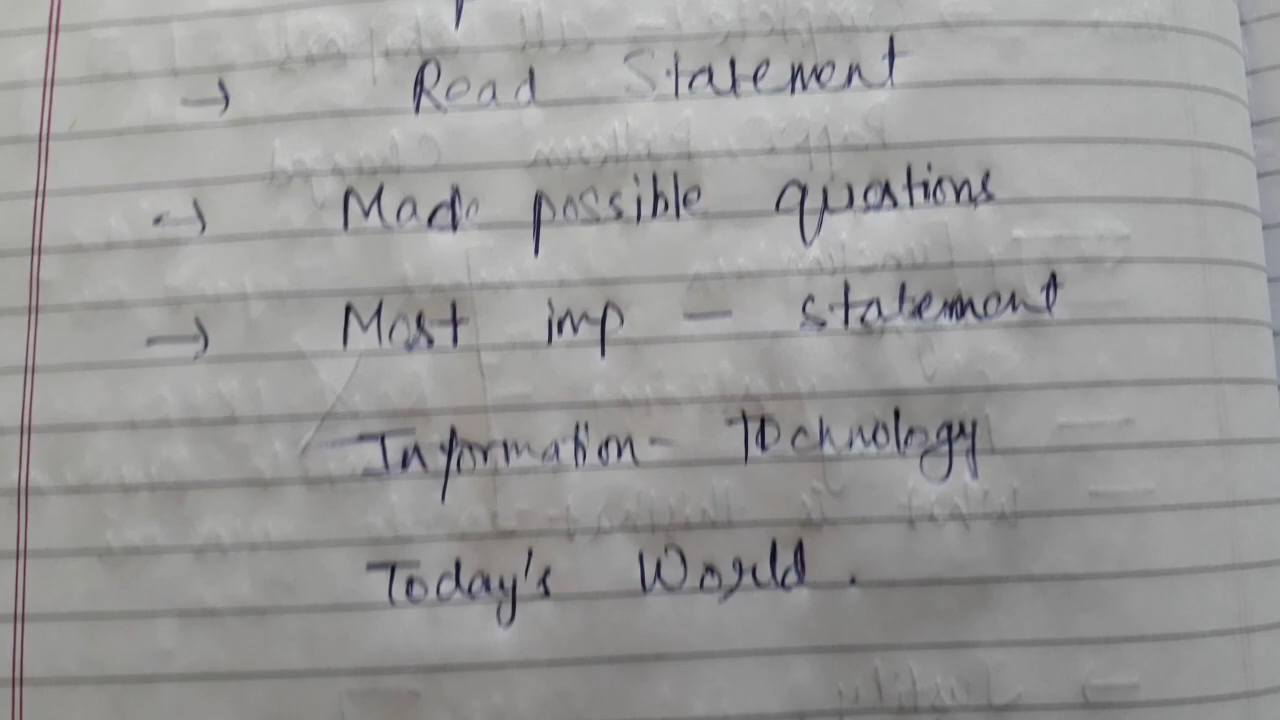 → Read Statement
→ Made possible questions
→ Most imp - statement
Information - Technology
Today's World.